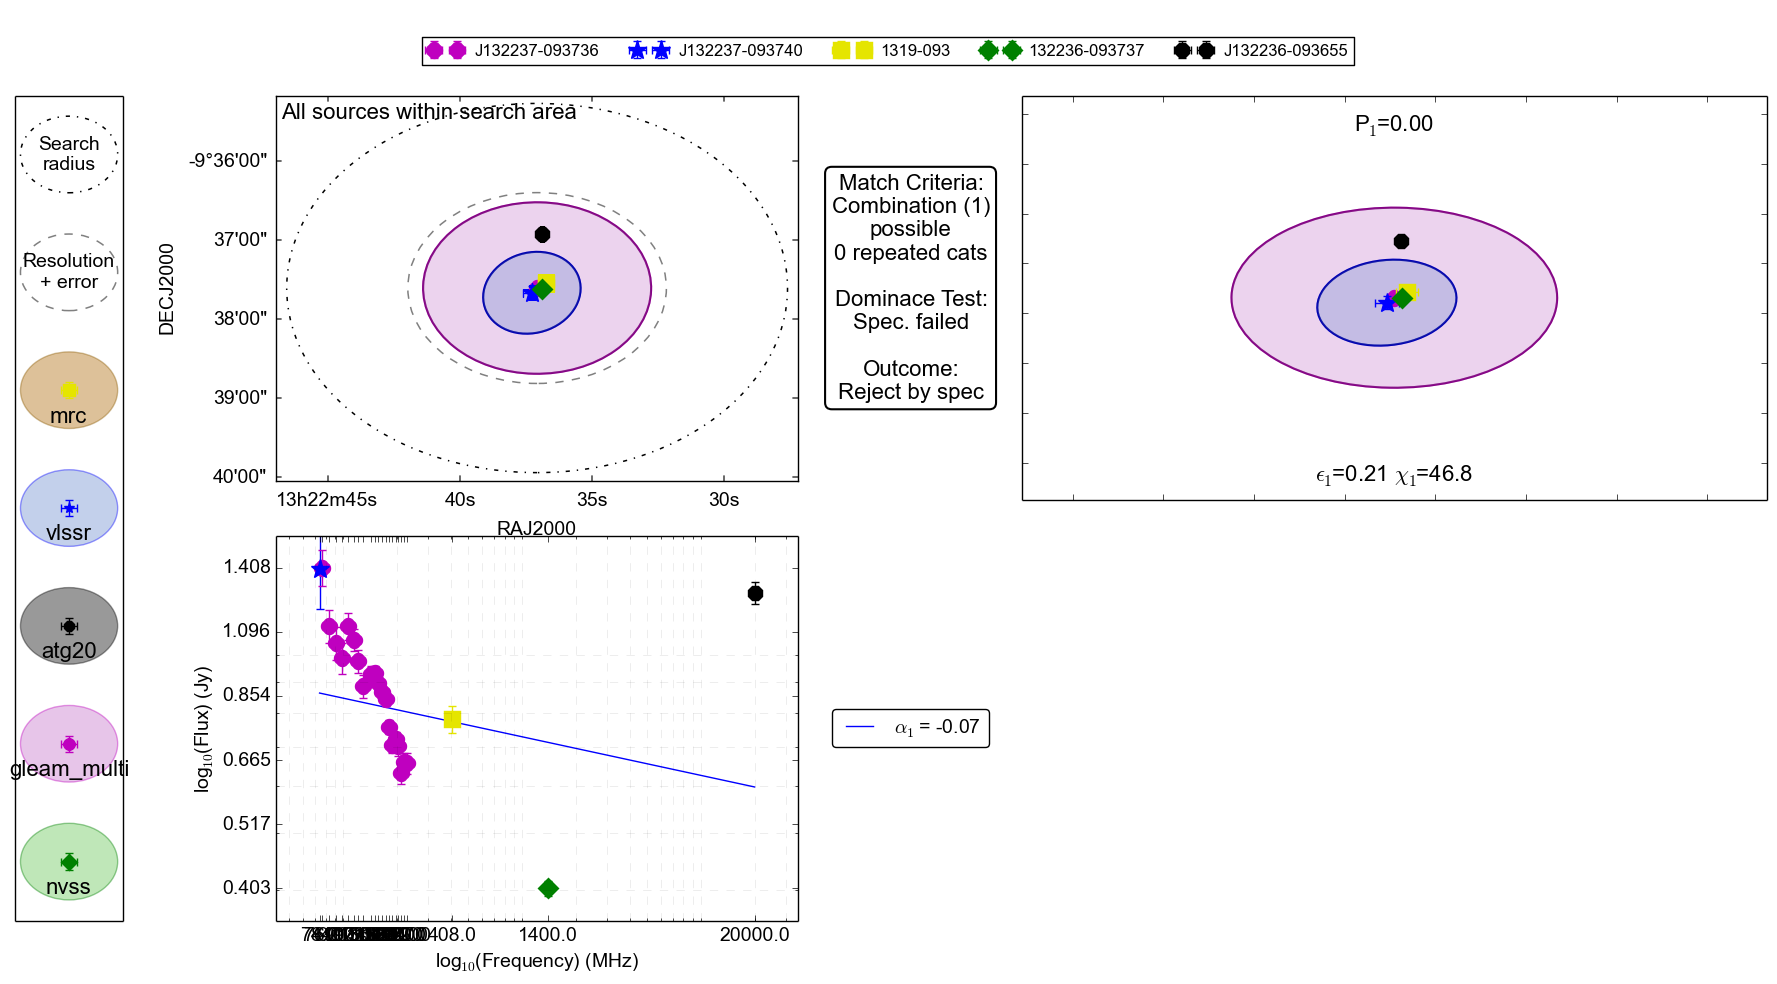 J132237-093736 J132237-093740 1319-093 132236-093737 J132236-093655
Search
radius
Resolution
+ error
mrc
vlssr
atg20
gleam_multi
nvss
All sources within search area
DECJ2000
-9°36'00"
37'00"
38'00"
39'00"
40'00"
13h22m45s 40s 35s 30s
RAJ2000
Match Criteria:
Combination (1)
possible
0 repeated cats
Dominace Test:
Spec. failed
Outcome:
Reject by spec
P₁=0.00
ϵ₁=0.21 χ₁=46.8
log₁₀(Flux) (Jy)
1.408
1.096
0.854
0.665
0.517
0.403
408.0 1400.0 20000.0
log₁₀(Frequency) (MHz)
α₁ = -0.07